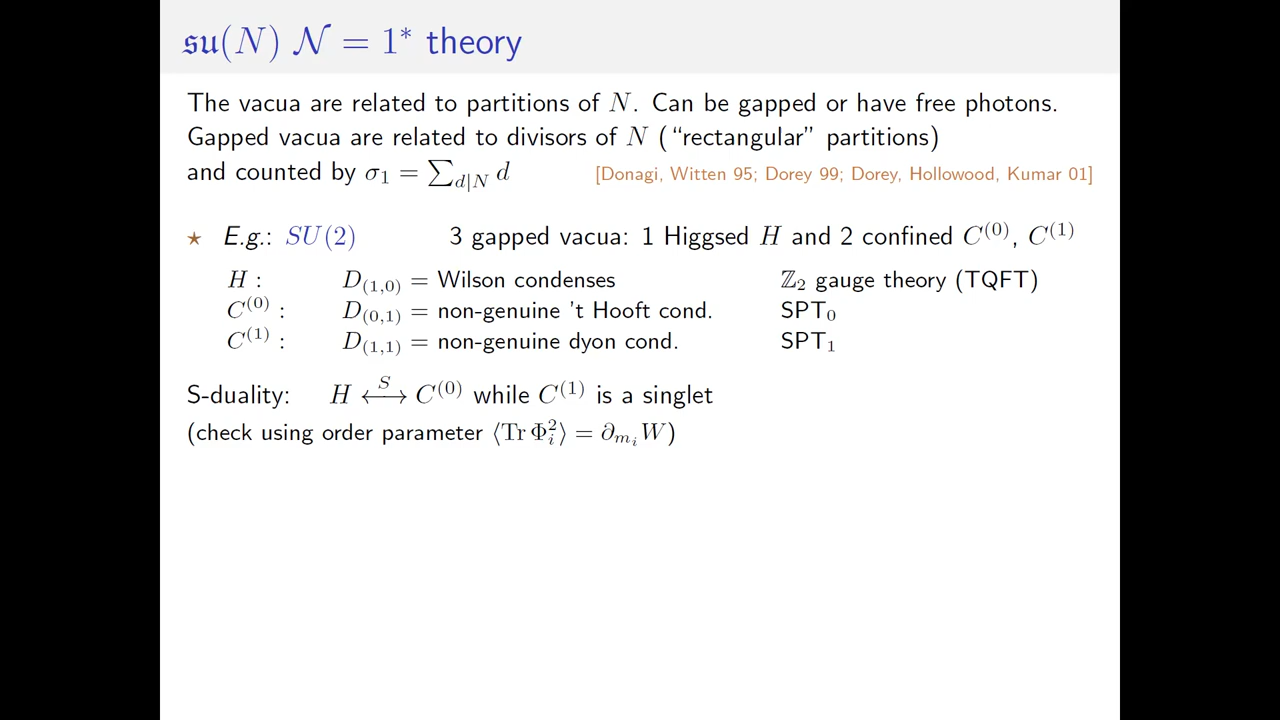 𝔰𝔲(N) 𝒩 = 1* theory
The vacua are related to partitions of N. Can be gapped or have free photons.
Gapped vacua are related to divisors of N (“rectangular” partitions)
and counted by σ₁ = ∑_{d|N} d [Donagi, Witten 95; Dorey 99; Dorey, Hollowood, Kumar 01]
⋆ E.g.: SU(2) 3 gapped vacua: 1 Higgsed H and 2 confined C^{(0)}, C^{(1)}
H : D_{(1,0)} = Wilson condenses ℤ₂ gauge theory (TQFT)
C^{(0)} : D_{(0,1)} = non-genuine 't Hooft cond. SPT₀
C^{(1)} : D_{(1,1)} = non-genuine dyon cond. SPT₁
S-duality: H \xleftrightarrow{S} C^{(0)} while C^{(1)} is a singlet
(check using order parameter ⟨Tr Φ_i^2⟩ = ∂_{m_i} W)